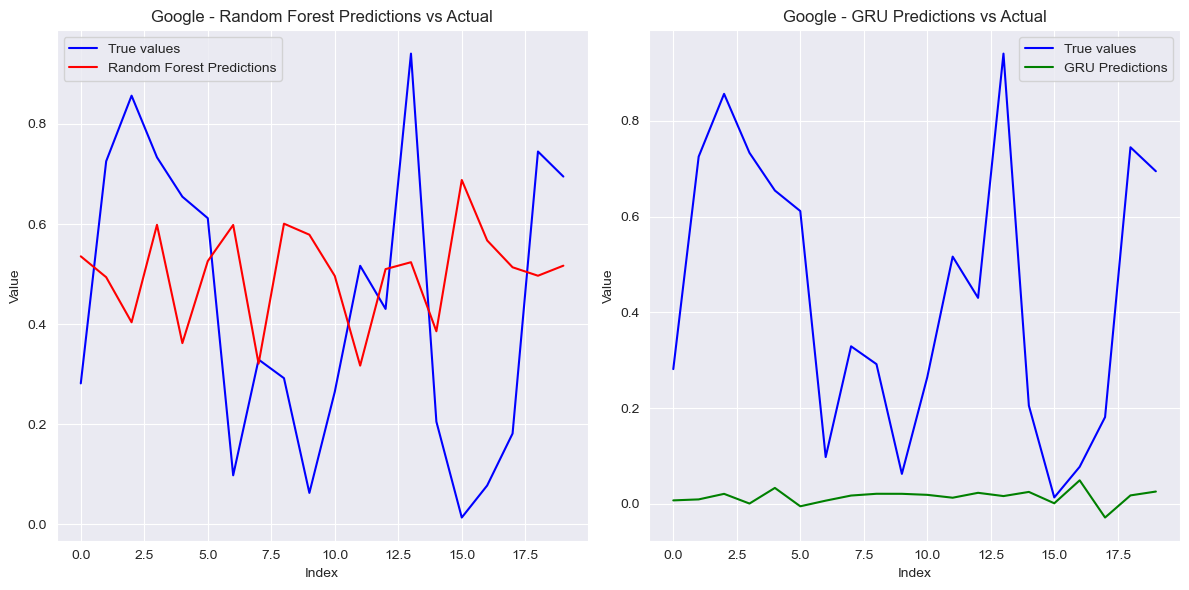 Google - Random Forest Predictions vs Actual
True values
Random Forest Predictions
Value
0.8
0.6
0.4
0.2
0.0
0.0 2.5 5.0 7.5 10.0 12.5 15.0 17.5
Index
Google - GRU Predictions vs Actual
True values
GRU Predictions
Value
0.8
0.6
0.4
0.2
0.0
0.0 2.5 5.0 7.5 10.0 12.5 15.0 17.5
Index